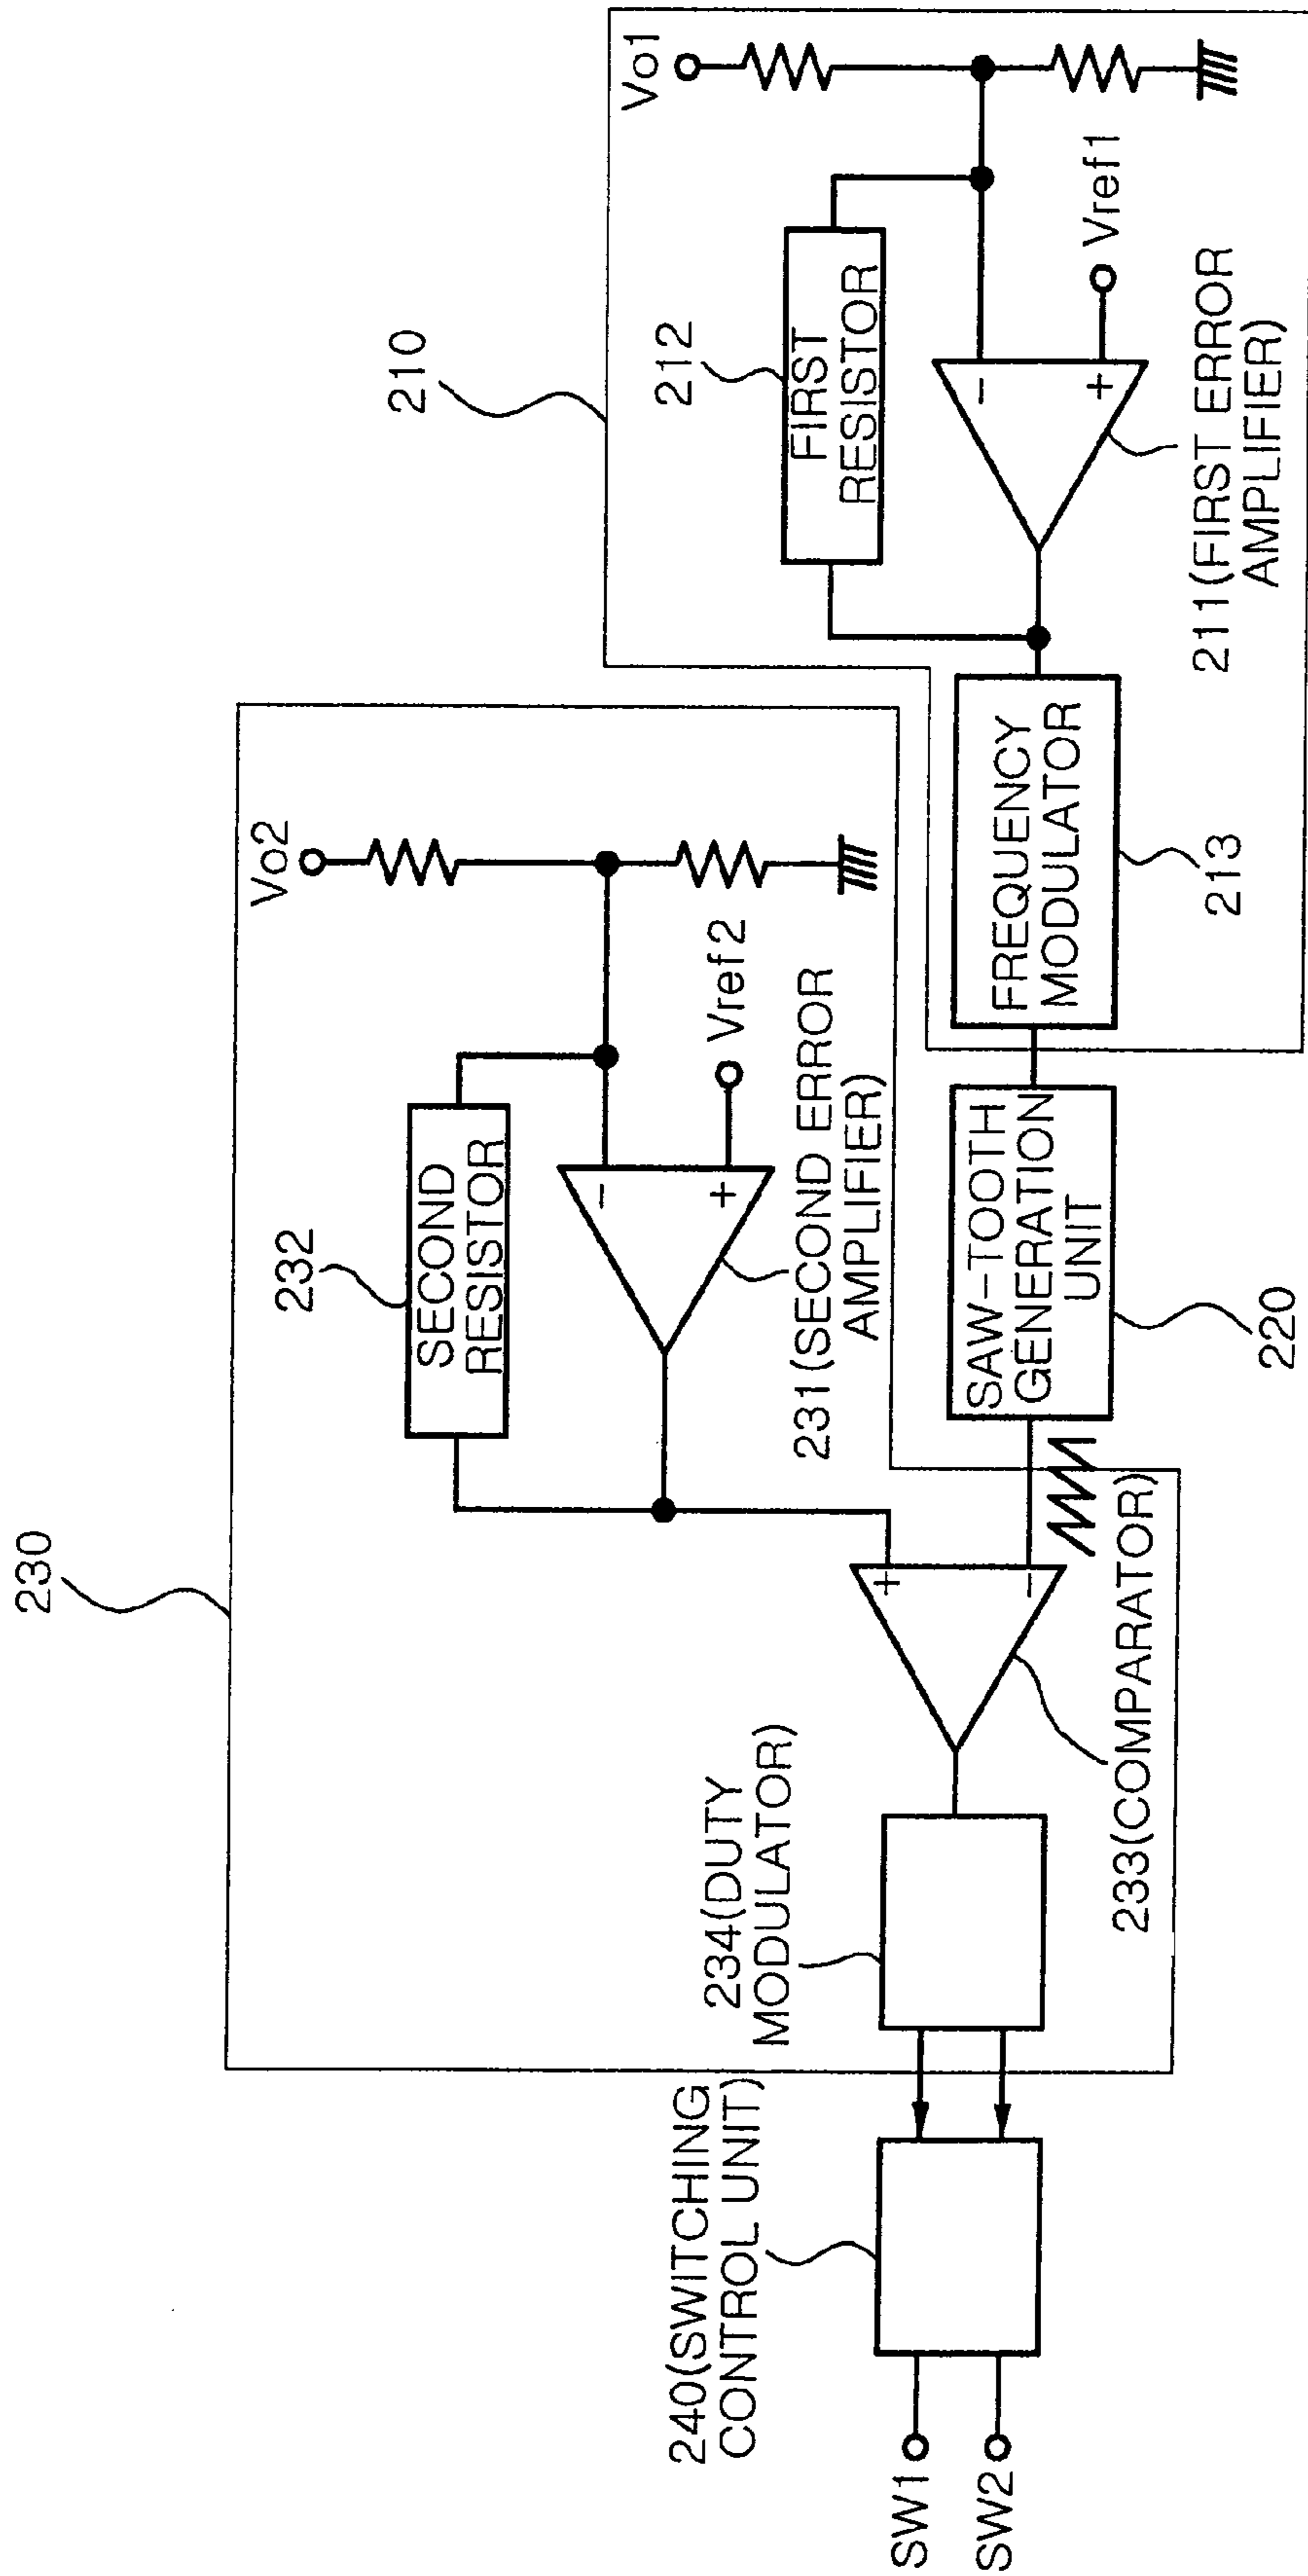 230
Vo2
232
SECOND
RESISTOR
Vref2
231(SECOND ERROR
AMPLIFIER)
210
Vo1
212
FIRST
RESISTOR
Vref1
211(FIRST ERROR
AMPLIFIER)
-
+
-
+
240(SWITCHING
CONTROL UNIT)
234(DUTY
MODULATOR)
+
-
233(COMPARATOR)
SAW-TOOTH
GENERATION
UNIT
220
FREQUENCY
MODULATOR
213
SW1
SW2